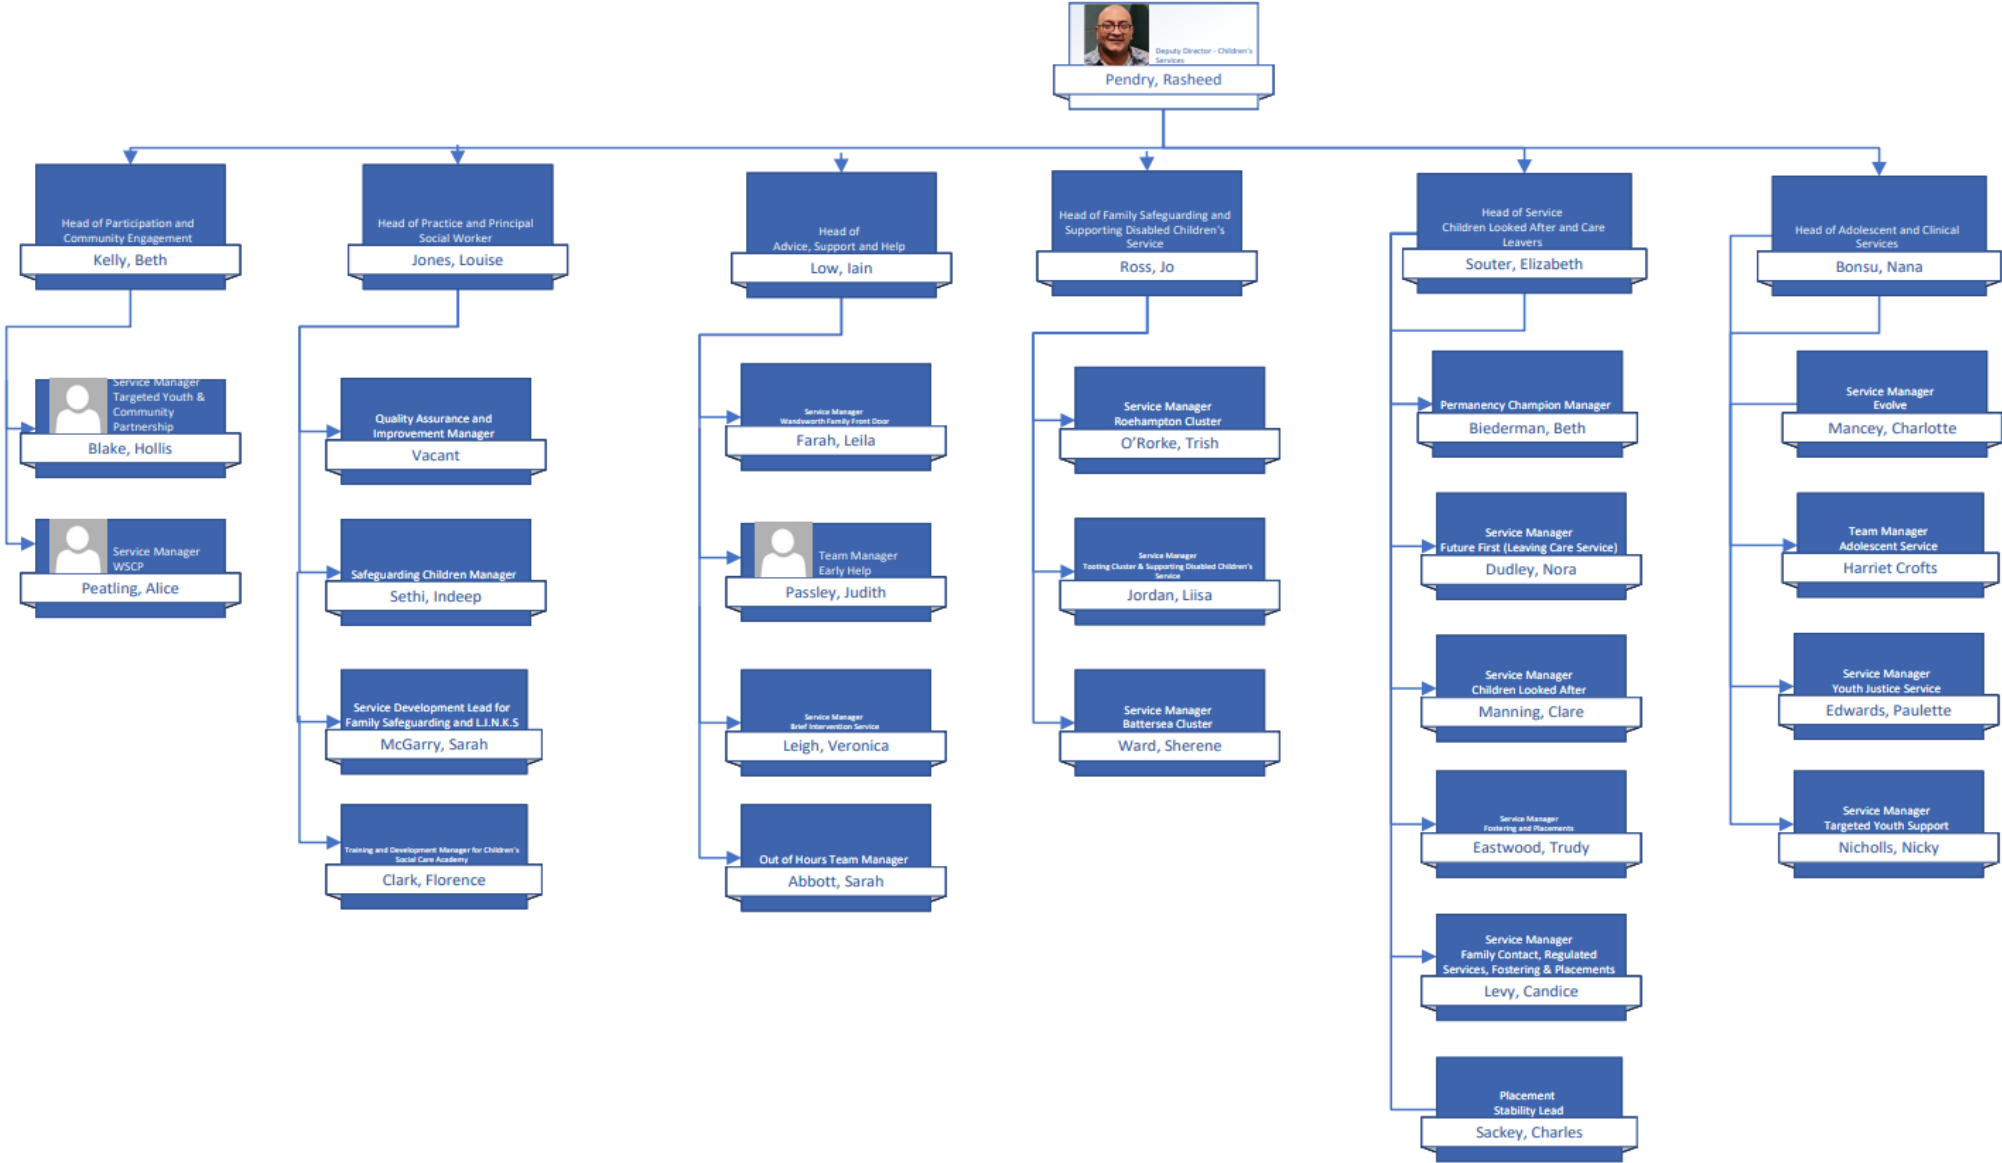 Deputy Director - Children's
Services
Pendry, Rasheed
Head of Participation and
Community Engagement
Kelly, Beth
Head of Practice and Principal
Social Worker
Jones, Louise
Head of
Advice, Support and Help
Low, Iain
Head of Family Safeguarding and
Supporting Disabled Children's
Service
Ross, Jo
Head of Service
Children Looked After and Care
Leavers
Souter, Elizabeth
Head of Adolescent and Clinical
Services
Bonsu, Nana
Service Manager
Targeted Youth &
Community
Partnership
Blake, Hollis
Service Manager
WSCP
Peatling, Alice
Quality Assurance and
Improvement Manager
Vacant
Safeguarding Children Manager
Sethi, Indeep
Service Development Lead for
Family Safeguarding and L.I.N.K.S
McGarry, Sarah
Training and Development Manager for Children's
Social Care Academy
Clark, Florence
Service Manager
Wandsworth Family Front Door
Farah, Leila
Team Manager
Early Help
Passley, Judith
Service Manager
Brief Intervention Service
Leigh, Veronica
Out of Hours Team Manager
Abbott, Sarah
Service Manager
Roehampton Cluster
O'Rorke, Trish
Service Manager
Tooting Cluster & Supporting Disabled Children's
Service
Jordan, Liisa
Service Manager
Battersea Cluster
Ward, Sherene
Permanency Champion Manager
Biederman, Beth
Service Manager
Future First (Leaving Care Service)
Dudley, Nora
Service Manager
Children Looked After
Manning, Clare
Service Manager
Fostering and Placements
Eastwood, Trudy
Service Manager
Family Contact, Regulated
Services, Fostering & Placements
Levy, Candice
Placement
Stability Lead
Sackey, Charles
Service Manager
Evolve
Mancey, Charlotte
Team Manager
Adolescent Service
Harriet Crofts
Service Manager
Youth Justice Service
Edwards, Paulette
Service Manager
Targeted Youth Support
Nicholls, Nicky